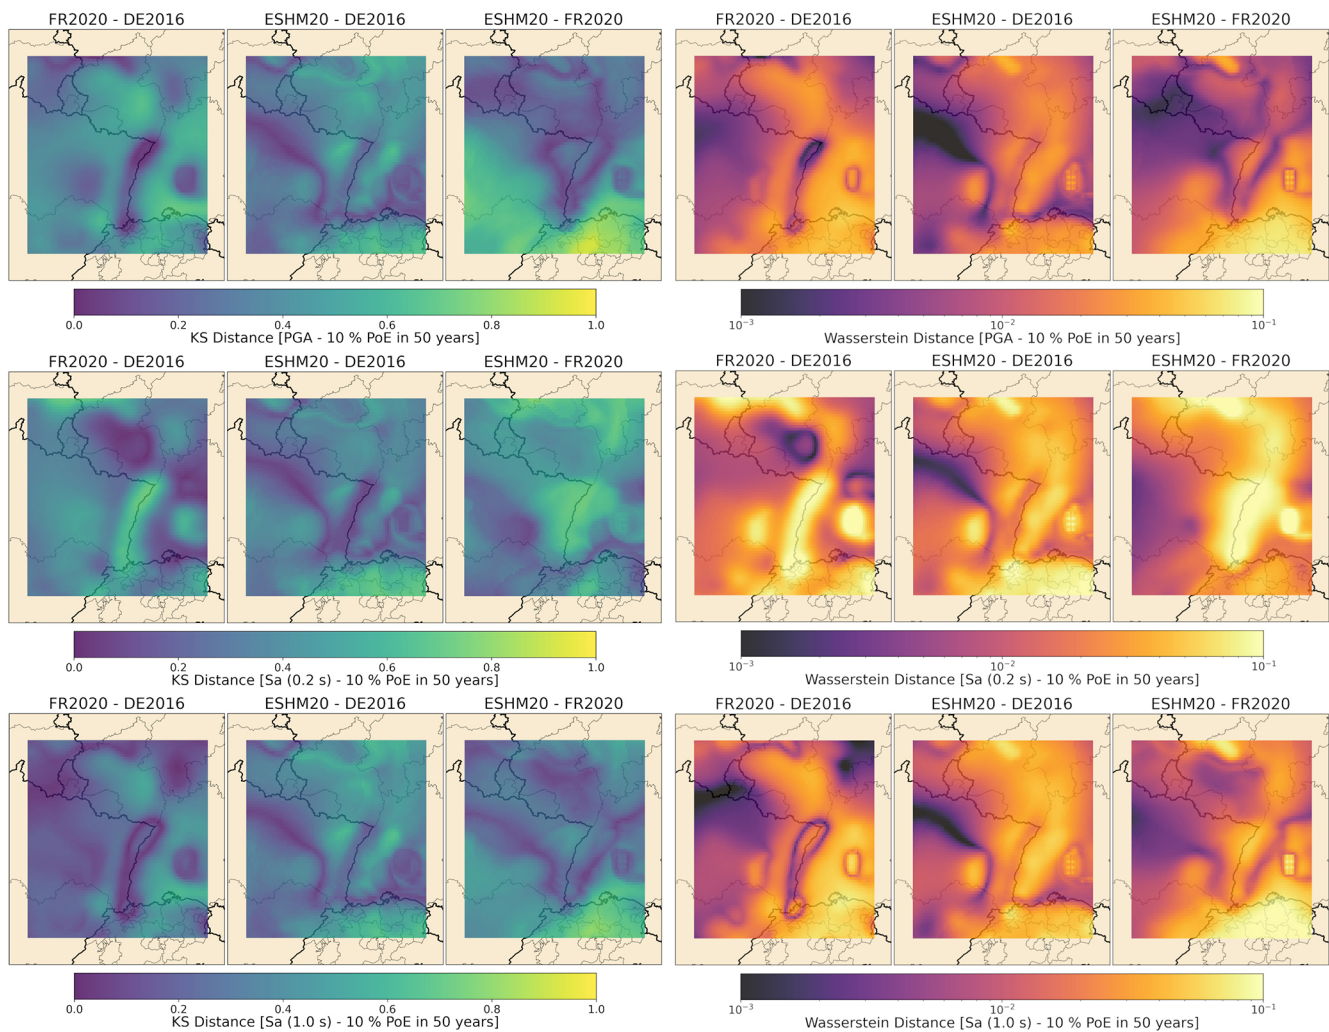 FR2020 - DE2016 ESHM20 - DE2016 ESHM20 - FR2020 FR2020 - DE2016 ESHM20 - DE2016 ESHM20 - FR2020
0.0 0.2 0.4 0.6 0.8 1.0 10⁻³ 10⁻² 10⁻¹
KS Distance [PGA - 10 % PoE in 50 years] Wasserstein Distance [PGA - 10 % PoE in 50 years]
FR2020 - DE2016 ESHM20 - DE2016 ESHM20 - FR2020 FR2020 - DE2016 ESHM20 - DE2016 ESHM20 - FR2020
0.0 0.2 0.4 0.6 0.8 1.0 10⁻³ 10⁻² 10⁻¹
KS Distance [Sa (0.2 s) - 10 % PoE in 50 years] Wasserstein Distance [Sa (0.2 s) - 10 % PoE in 50 years]
FR2020 - DE2016 ESHM20 - DE2016 ESHM20 - FR2020 FR2020 - DE2016 ESHM20 - DE2016 ESHM20 - FR2020
0.0 0.2 0.4 0.6 0.8 1.0 10⁻³ 10⁻² 10⁻¹
KS Distance [Sa (1.0 s) - 10 % PoE in 50 years] Wasserstein Distance [Sa (1.0 s) - 10 % PoE in 50 years]